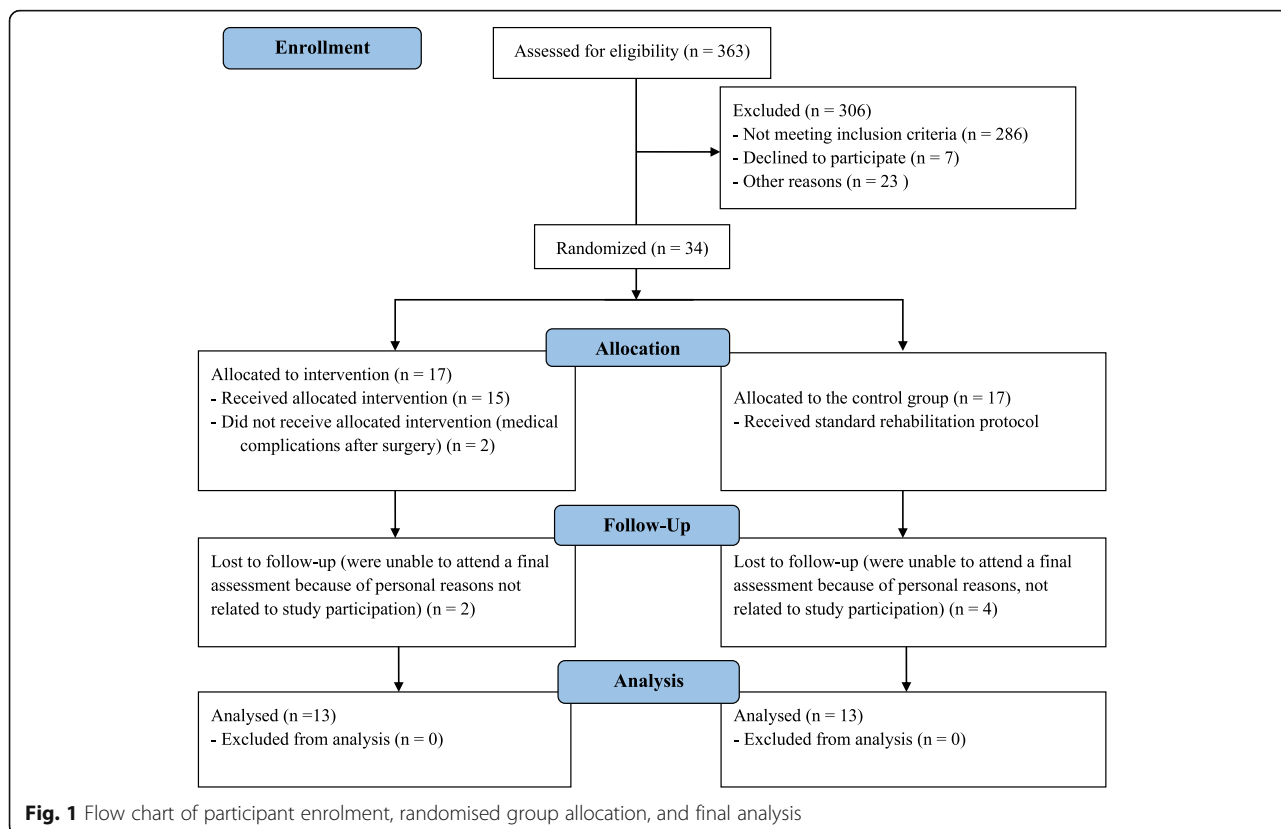 Enrollment
Assessed for eligibility (n = 363)
Excluded (n = 306)
- Not meeting inclusion criteria (n = 286)
- Declined to participate (n = 7)
- Other reasons (n = 23 )
Randomized (n = 34)
Allocation
Allocated to intervention (n = 17)
- Received allocated intervention (n = 15)
- Did not receive allocated intervention (medical
complications after surgery) (n = 2)
Allocated to the control group (n = 17)
- Received standard rehabilitation protocol
Follow-Up
Lost to follow-up (were unable to attend a final
assessment because of personal reasons not
related to study participation) (n = 2)
Lost to follow-up (were unable to attend a final
assessment because of personal reasons, not
related to study participation) (n = 4)
Analysis
Analysed (n =13)
- Excluded from analysis (n = 0)
Analysed (n = 13)
- Excluded from analysis (n = 0)
Fig. 1 Flow chart of participant enrolment, randomised group allocation, and final analysis